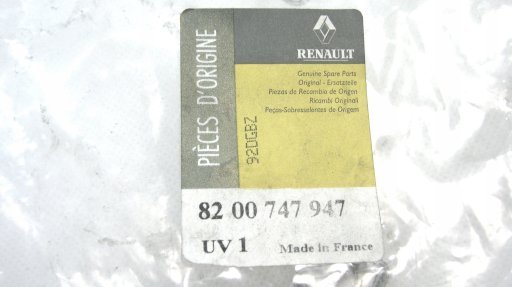 PIÈCES D'ORIGINE
RENAULT
Genuine Spare Parts
Original - Ersatzteile
Piezas de Recambio de Origen
Ricambi Originali
Peças-Sobresselentes de Origem
92DGBZ
82 00 747 947
UV 1 Made in France